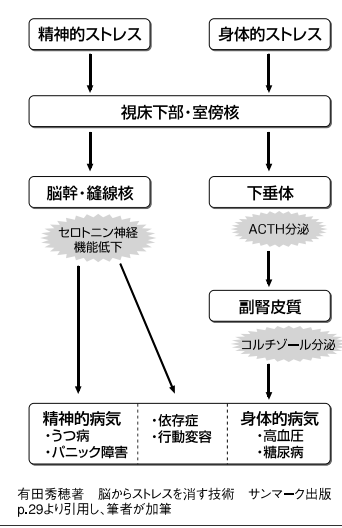 精神的ストレス
身体的ストレス
視床下部・室傍核
脳幹・縫線核
下垂体
セロトニン神経
機能低下
ACTH分泌
副腎皮質
コルチゾール分泌
精神的病気
・うつ病
・パニック障害
・依存症
・行動変容
身体的病気
・高血圧
・糖尿病
有田秀穂著 脳からストレスを消す技術 サンマーク出版
p.29より引用し、筆者が加筆